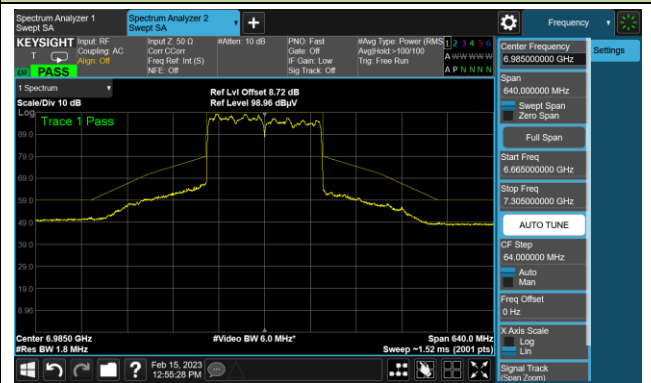 Spectrum Analyzer 1
Swept SA
Spectrum Analyzer 2
Swept SA
+
Frequency
KEYSIGHT
T
PASS
Input: RF
Coupling: AC
Align: Off
Input Z: 50 Ω
Corr CCorr
Freq Ref: Int (S)
NFE: Off
#Atten: 10 dB
PNO: Fast
Gate: Off
IF Gain: Low
Sig Track: Off
#Avg Type: Power (RMS)
Avg|Hold:>100/100
Trig: Free Run
1 2 3 4 5 6
A W W W W W
A P N N N N
Center Frequency
6.985000000 GHz
Settings
Span
640.000000 MHz
Swept Span
Zero Span
Full Span
Start Freq
6.665000000 GHz
Stop Freq
7.305000000 GHz
AUTO TUNE
CF Step
64.000000 MHz
Auto
Man
Freq Offset
0 Hz
X Axis Scale
Log
Lin
Signal Track
(Span Zoom)
1 Spectrum
Scale/Div 10 dB
Ref Lvl Offset 8.72 dB
Ref Level 98.96 dBµV
Log
Trace 1 Pass
89.0
79.0
69.0
59.0
49.0
39.0
29.0
19.0
8.96
Center 6.9850 GHz
#Res BW 1.8 MHz
#Video BW 6.0 MHz*
Span 640.0 MHz
Sweep ~1.52 ms (2001 pts)
?
Feb 15, 2023
12:55:28 PM